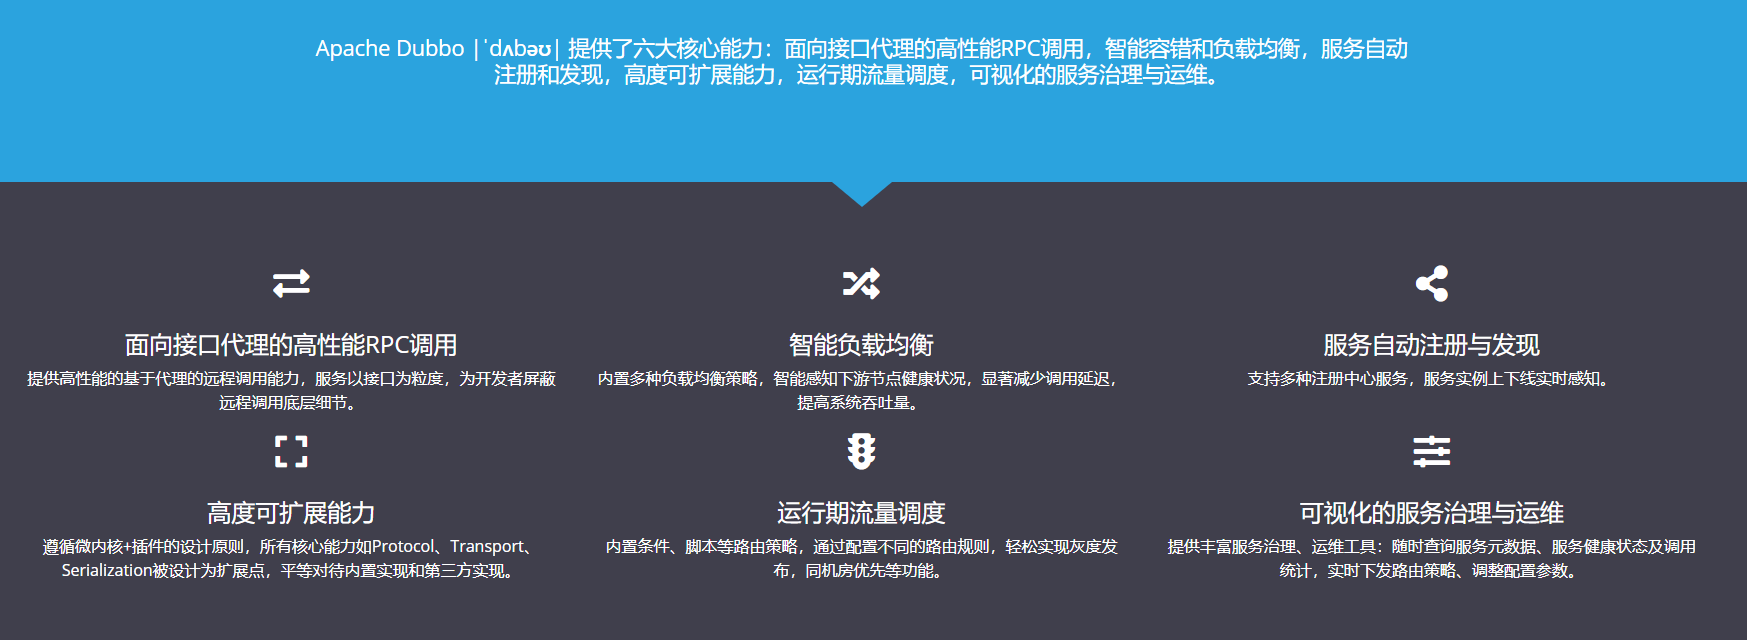 Apache Dubbo |ˈdʌbəʊ| 提供了六大核心能力：面向接口代理的高性能RPC调用，智能容错和负载均衡，服务自动
注册和发现，高度可扩展能力，运行期流量调度，可视化的服务治理与运维。
面向接口代理的高性能RPC调用
提供高性能的基于代理的远程调用能力，服务以接口为粒度，为开发者屏蔽
远程调用底层细节。
智能负载均衡
内置多种负载均衡策略，智能感知下游节点健康状况，显著减少调用延迟，
提高系统吞吐量。
服务自动注册与发现
支持多种注册中心服务，服务实例上下线实时感知。
高度可扩展能力
遵循微内核+插件的设计原则，所有核心能力如Protocol、Transport、
Serialization被设计为扩展点，平等对待内置实现和第三方实现。
运行期流量调度
内置条件、脚本等路由策略，通过配置不同的路由规则，轻松实现灰度发
布，同机房优先等功能。
可视化的服务治理与运维
提供丰富服务治理、运维工具：随时查询服务元数据、服务健康状态及调用
统计，实时下发路由策略、调整配置参数。